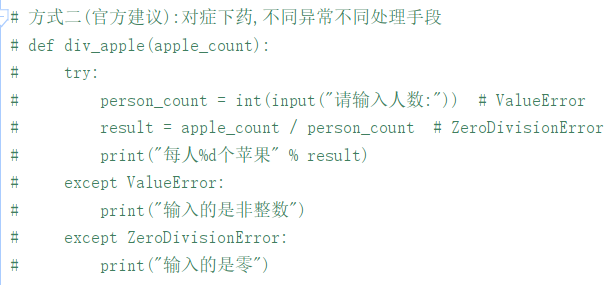 # 方式二(官方建议):对症下药,不同异常不同处理手段
# def div_apple(apple_count):
#     try:
#         person_count = int(input("请输入人数:"))  # ValueError
#         result = apple_count / person_count  # ZeroDivisionError
#         print("每人%d个苹果" % result)
#     except ValueError:
#         print("输入的是非整数")
#     except ZeroDivisionError:
#         print("输入的是零")